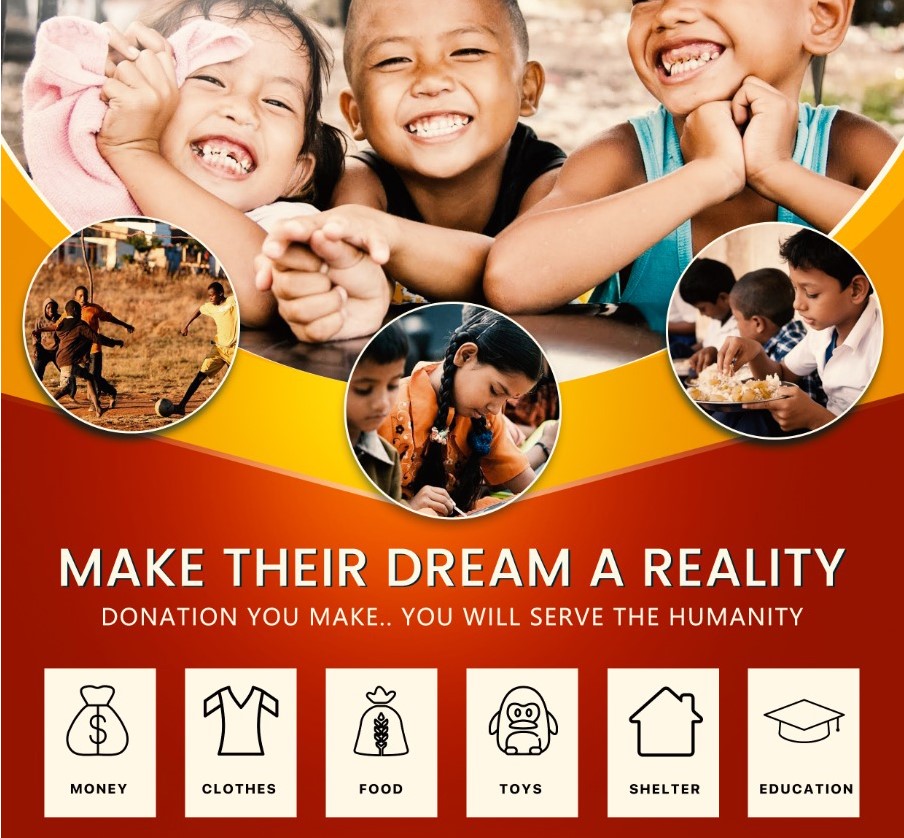 MAKE THEIR DREAM A REALITY
DONATION YOU MAKE.. YOU WILL SERVE THE HUMANITY
MONEY
CLOTHES
FOOD
TOYS
SHELTER
EDUCATION